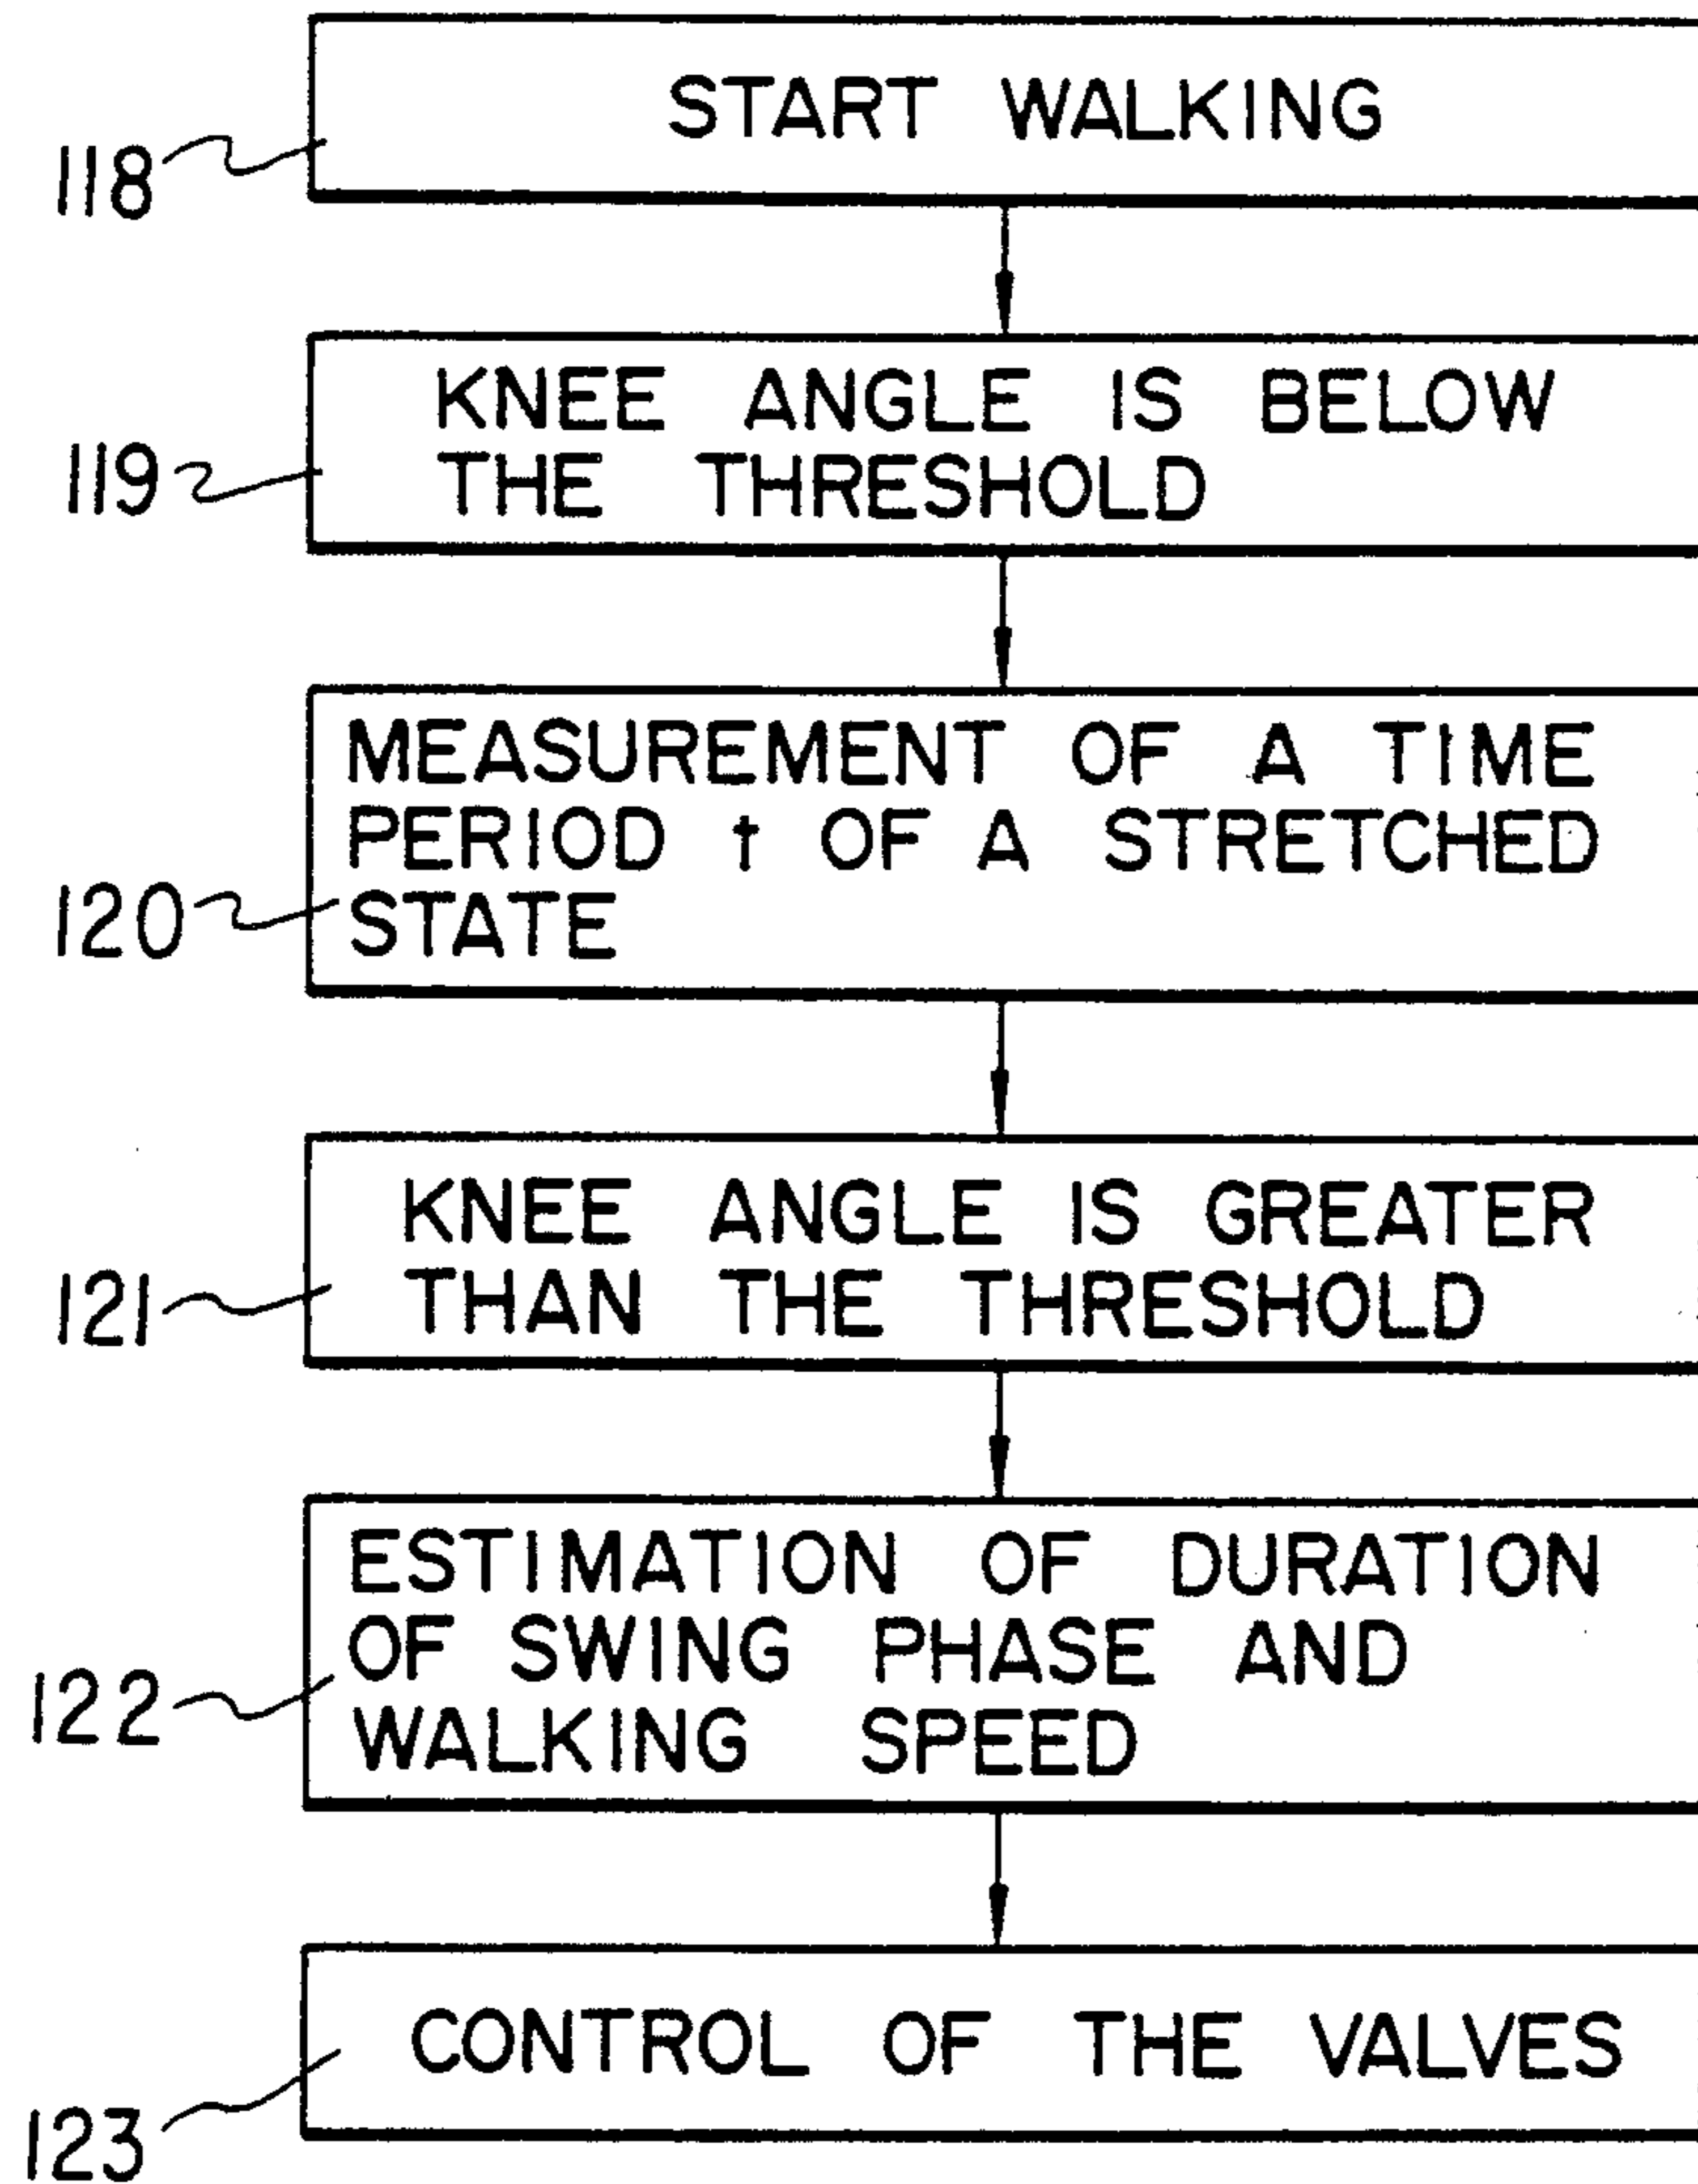 START WALKING
118
KNEE ANGLE IS BELOW
THE THRESHOLD
119
MEASUREMENT OF A TIME
PERIOD t OF A STRETCHED
STATE
120
KNEE ANGLE IS GREATER
THAN THE THRESHOLD
121
ESTIMATION OF DURATION
OF SWING PHASE AND
WALKING SPEED
122
CONTROL OF THE VALVES
123